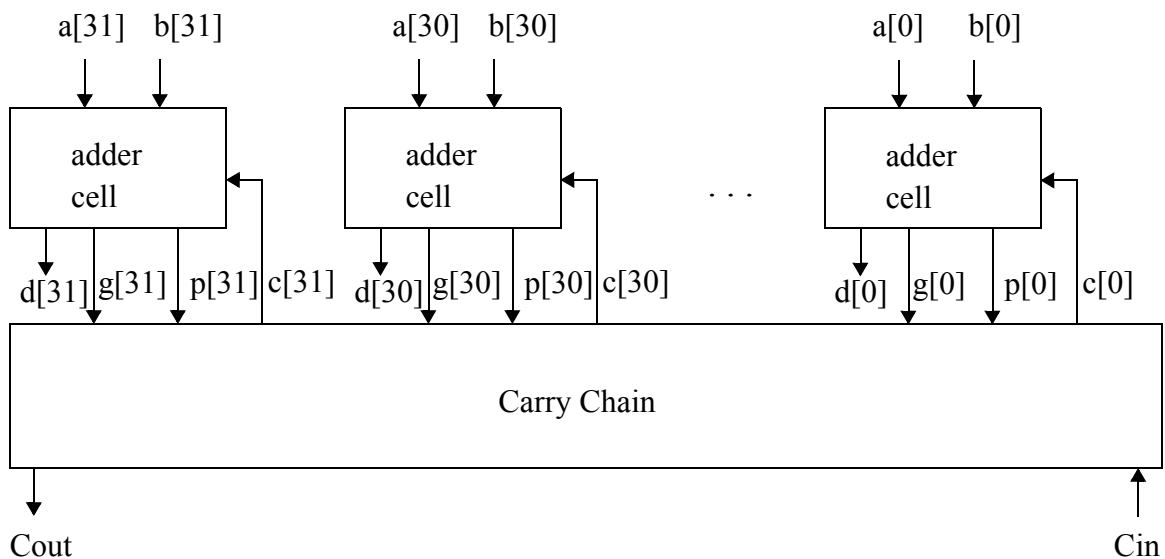 a[31] b[31] a[30] b[30] a[0] b[0]
adder adder adder
cell cell . . . cell
d[31] g[31] p[31] c[31] d[30] g[30] p[30] c[30] d[0] g[0] p[0] c[0]
Carry Chain
Cout Cin